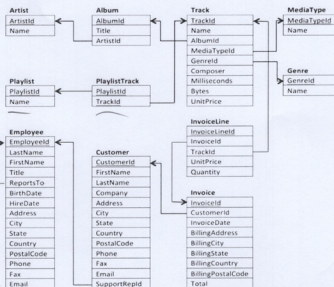 Artist
ArtistId
Name
Album
AlbumId
Title
ArtistId
Track
TrackId
Name
AlbumId
MediaTypeId
GenreId
Composer
Milliseconds
Bytes
UnitPrice
MediaType
MediaTypeId
Name
Genre
GenreId
Name
Playlist
PlaylistId
Name
PlaylistTrack
PlaylistId
TrackId
Employee
EmployeeId
LastName
FirstName
Title
ReportsTo
BirthDate
HireDate
Address
City
State
Country
PostalCode
Phone
Fax
Email
Customer
CustomerId
FirstName
LastName
Company
Address
City
State
Country
PostalCode
Phone
Fax
Email
SupportRepId
InvoiceLine
InvoiceLineId
InvoiceId
TrackId
UnitPrice
Quantity
Invoice
InvoiceId
CustomerId
InvoiceDate
BillingAddress
BillingCity
BillingState
BillingCountry
BillingPostalCode
Total